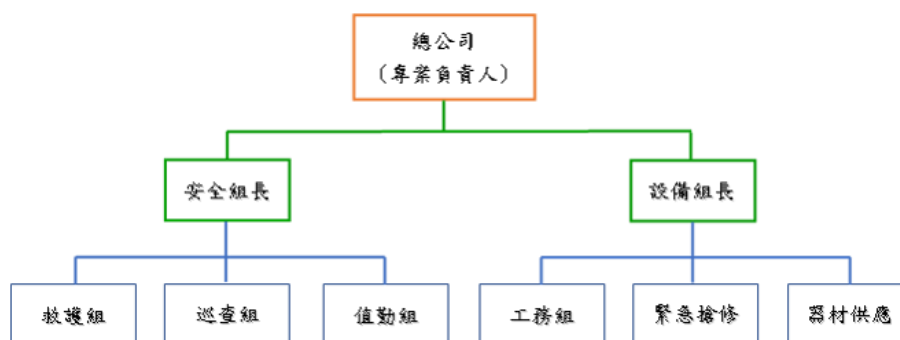 總公司
（專案負責人）
安全組長
設備組長
救護組
巡查組
值勤組
工務組
緊急搶修
器材供應